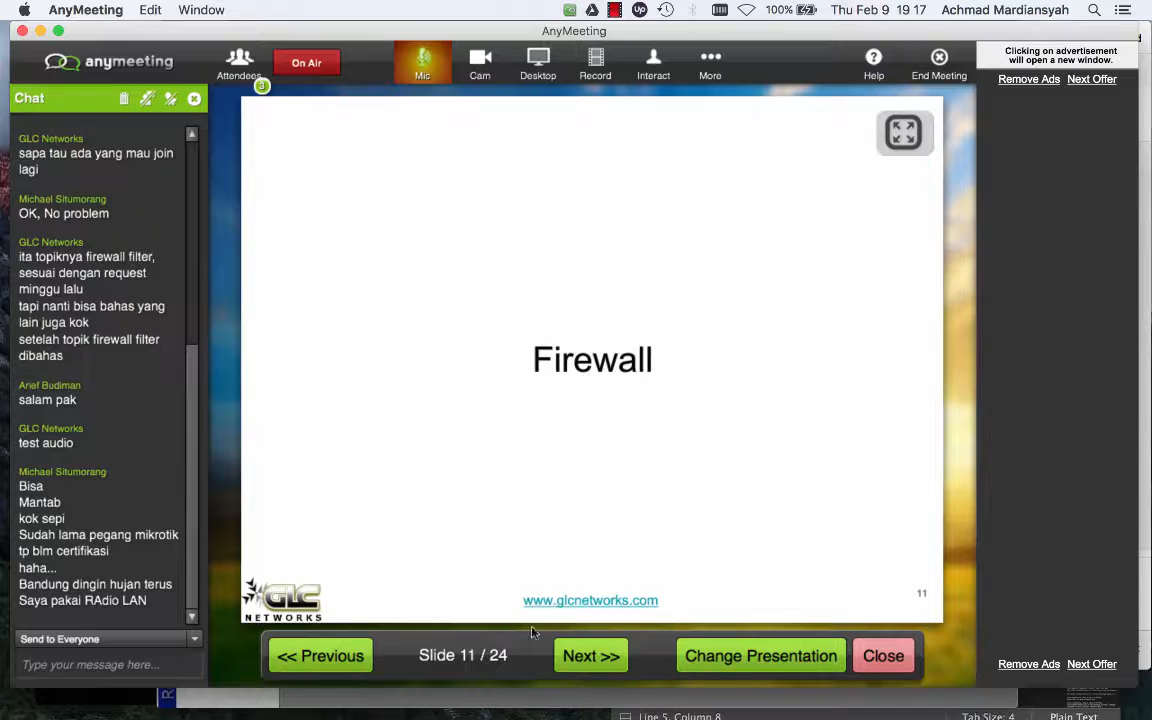 AnyMeeting Edit Window 100% Thu Feb 9 19 17 Achmad Mardiansyah
AnyMeeting
anymeeting
Attendees
3
On Air
Mic
Cam
Desktop
Record
Interact
More
Help
End Meeting
Clicking on advertisement
will open a new window.
Remove Ads Next Offer
Chat
GLC Networks
sapa tau ada yang mau join
lagi
Michael Situmorang
OK, No problem
GLC Networks
ita topiknya firewall filter,
sesuai dengan request
minggu lalu
tapi nanti bisa bahas yang
lain juga kok
setelah topik firewall filter
dibahas
Arief Budiman
salam pak
GLC Networks
test audio
Michael Situmorang
Bisa
Mantab
kok sepi
Sudah lama pegang mikrotik
tp blm certifikasi
haha...
Bandung dingin hujan terus
Saya pakai RAdio LAN
Send to Everyone
Type your message here...
Firewall
GLC
NETWORKS
www.glcnetworks.com
11
<< Previous
Slide 11 / 24
Next >>
Change Presentation
Close
Remove Ads Next Offer
Line 5, Column 8
Tab Size: 4
Plain Text